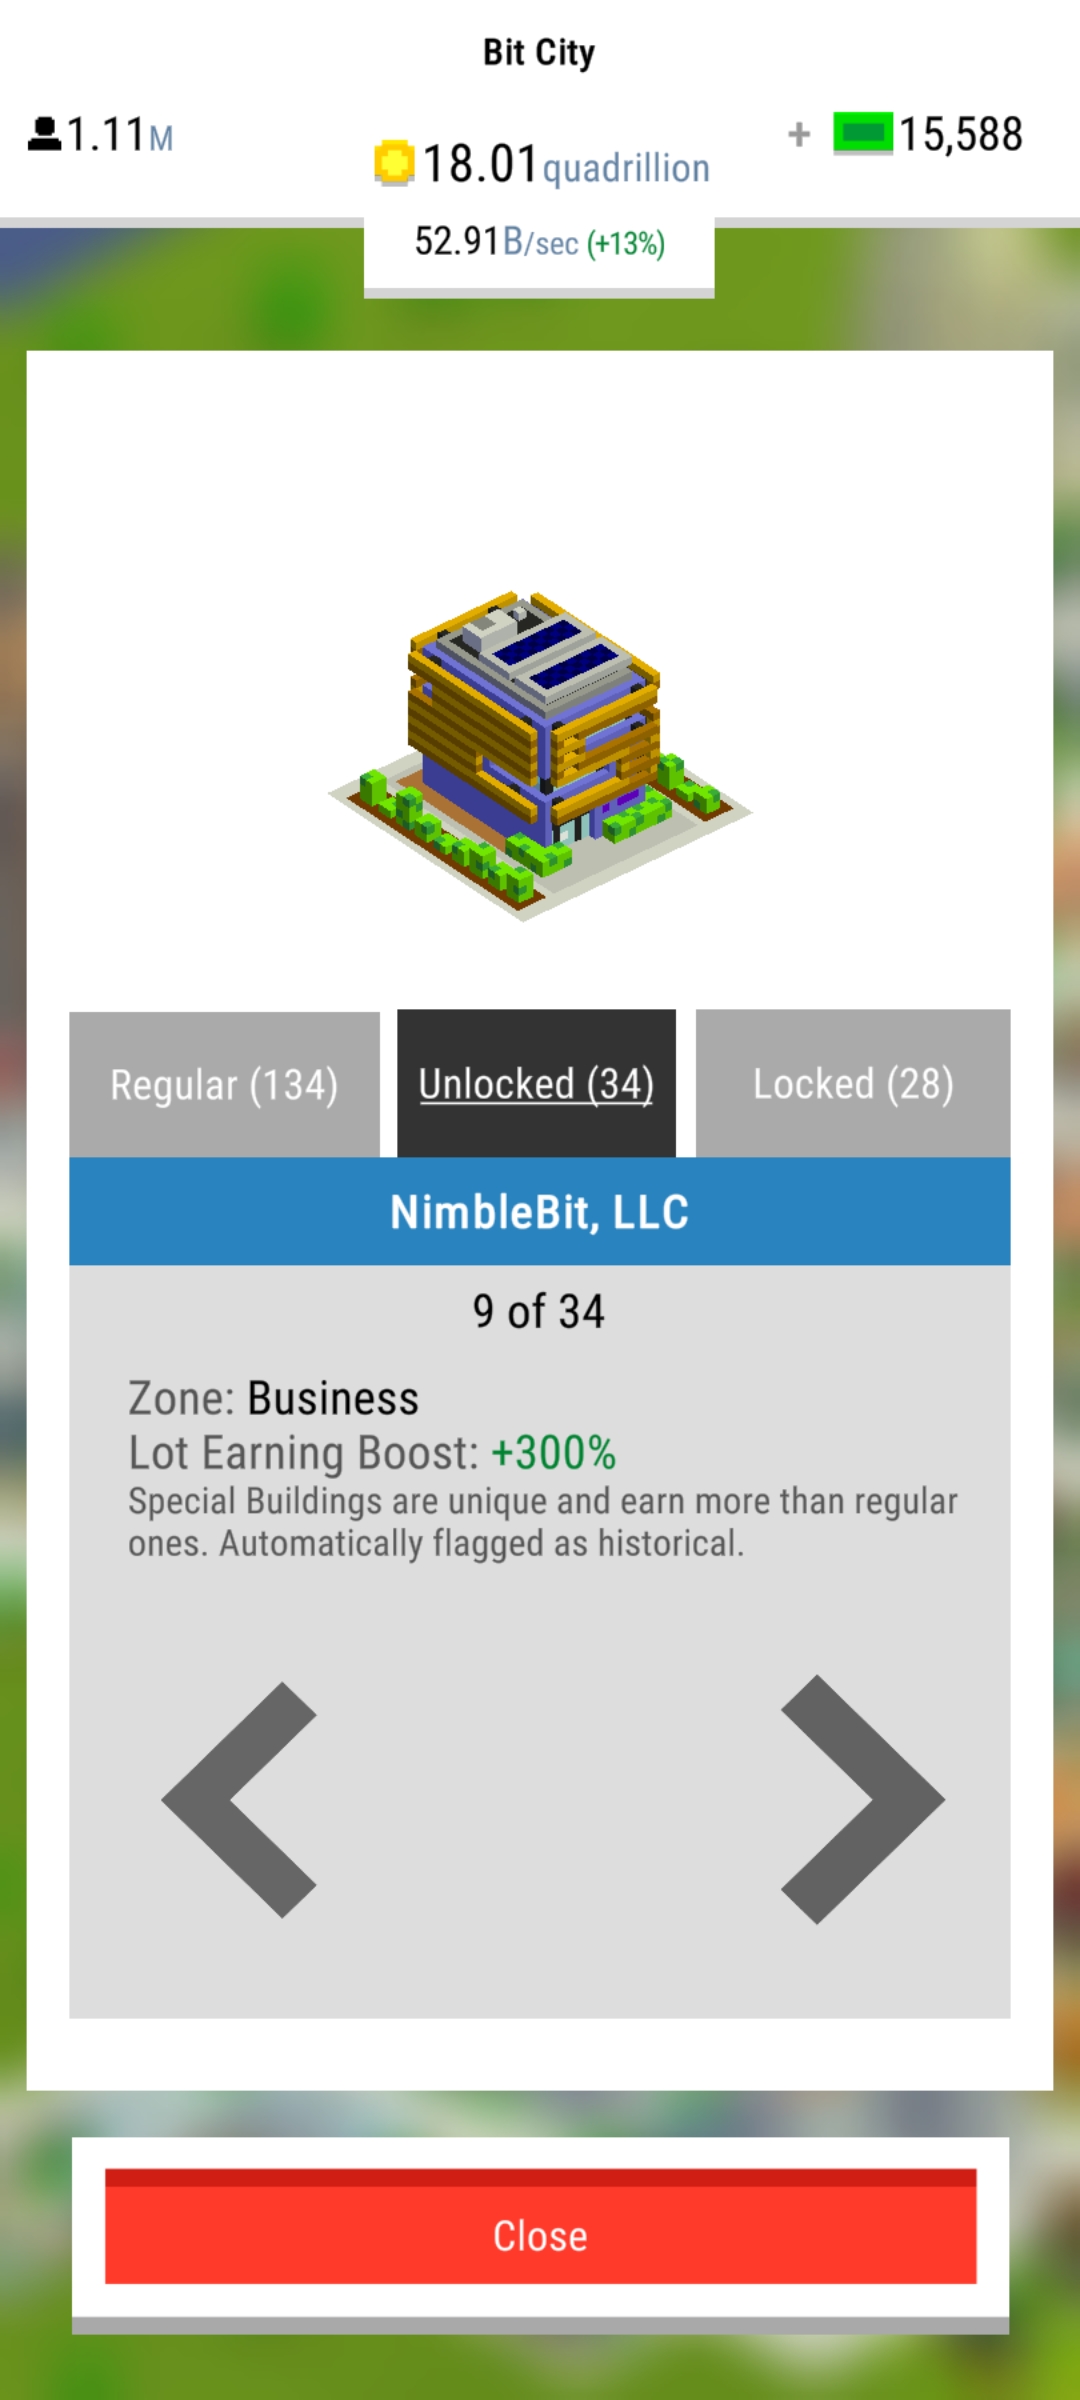 Bit City
1.11M
18.01quadrillion
+ 15,588
52.91B/sec (+13%)
Regular (134)
Unlocked (34)
Locked (28)
NimbleBit, LLC
9 of 34
Zone: Business
Lot Earning Boost: +300%
Special Buildings are unique and earn more than regular
ones. Automatically flagged as historical.
Close